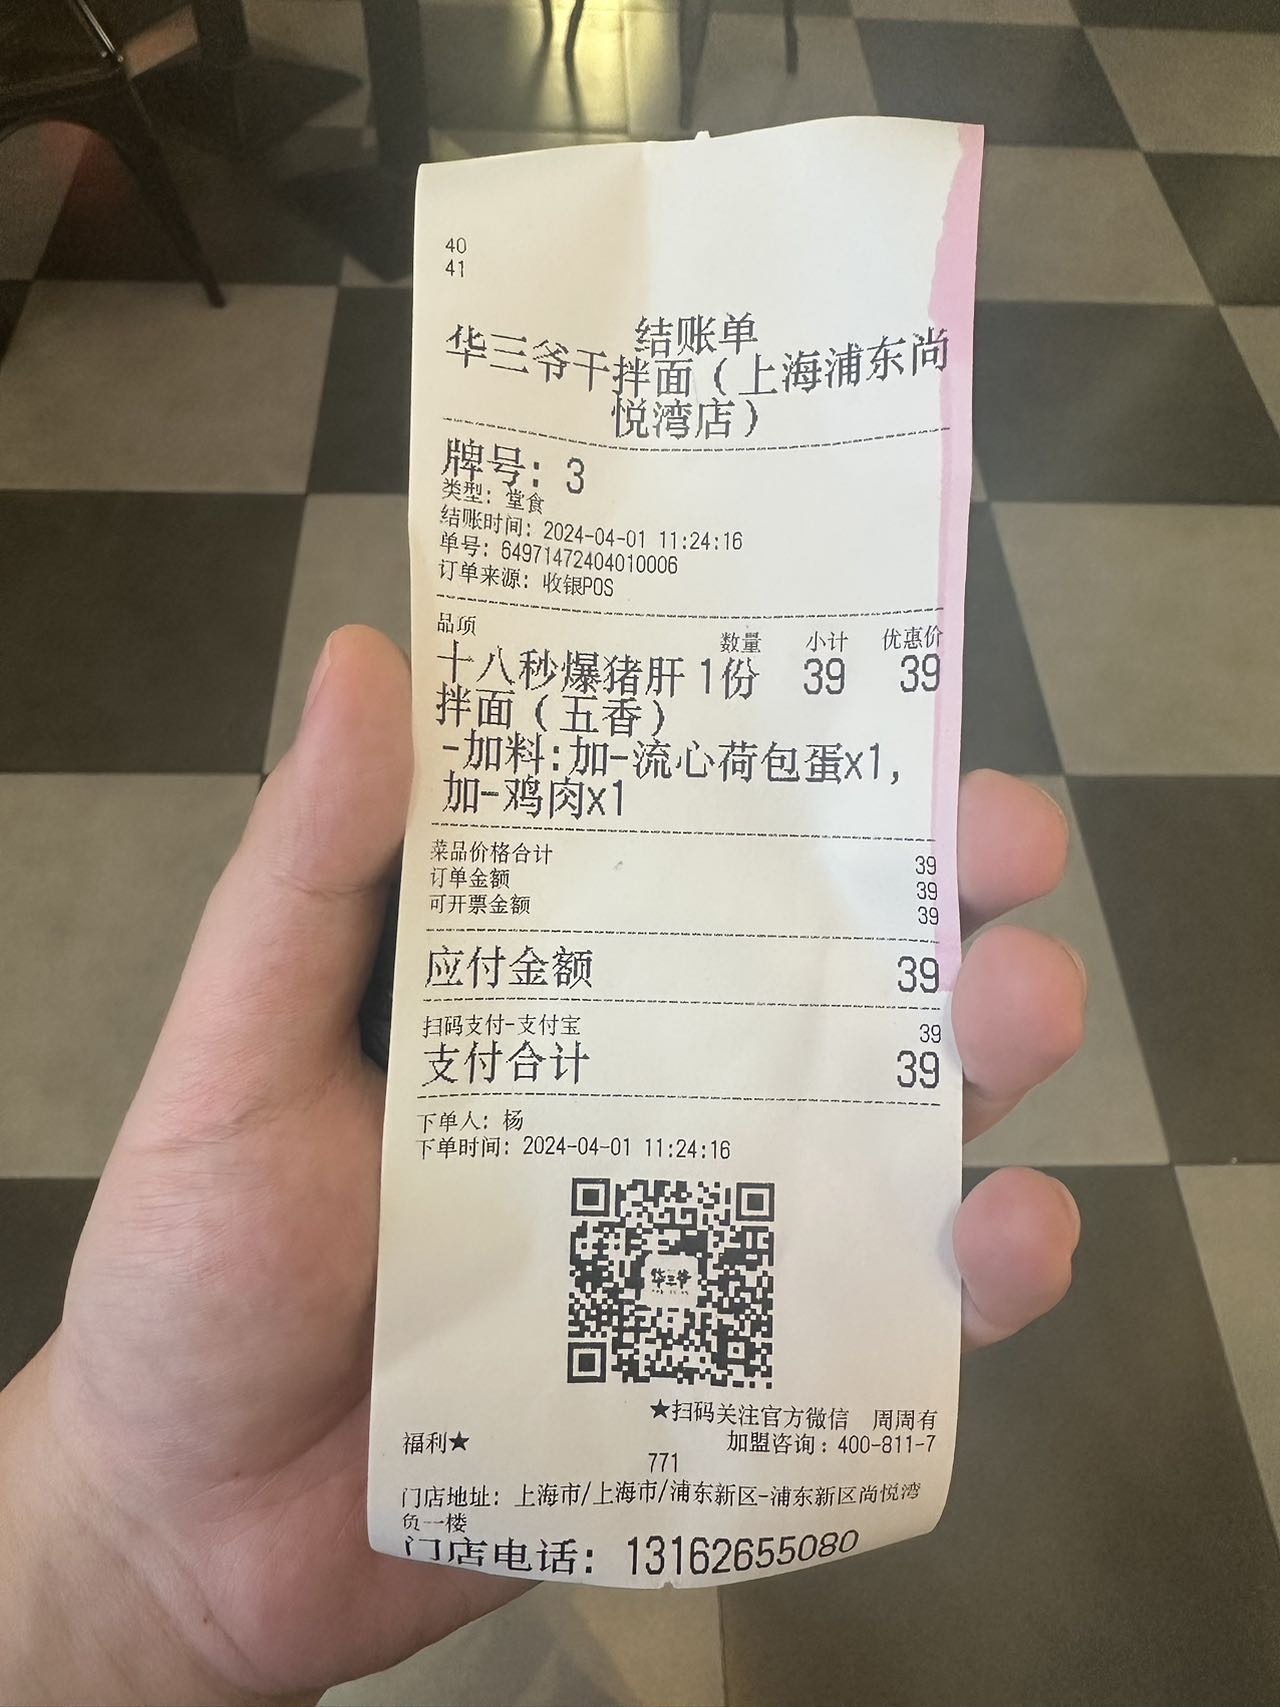 40
41
结账单
华三爷干拌面（上海浦东尚
悦湾店）
牌号：3
类型：堂食
结账时间：2024-04-01 11:24:16
单号：64971472404010006
订单来源：收银POS
品项 数量 小计 优惠价
十八秒爆猪肝 1份 39 39
拌面（五香）
-加料:加-流心荷包蛋x1,
加-鸡肉x1
菜品价格合计 39
订单金额 39
可开票金额 39
应付金额 39
扫码支付-支付宝 39
支付合计 39
下单人：杨
下单时间：2024-04-01 11:24:16
华三爷
★扫码关注官方微信 周周有
福利★ 加盟咨询：400-811-7
771
门店地址：上海市/上海市/浦东新区-浦东新区尚悦湾
负一楼
门店电话：13162655080